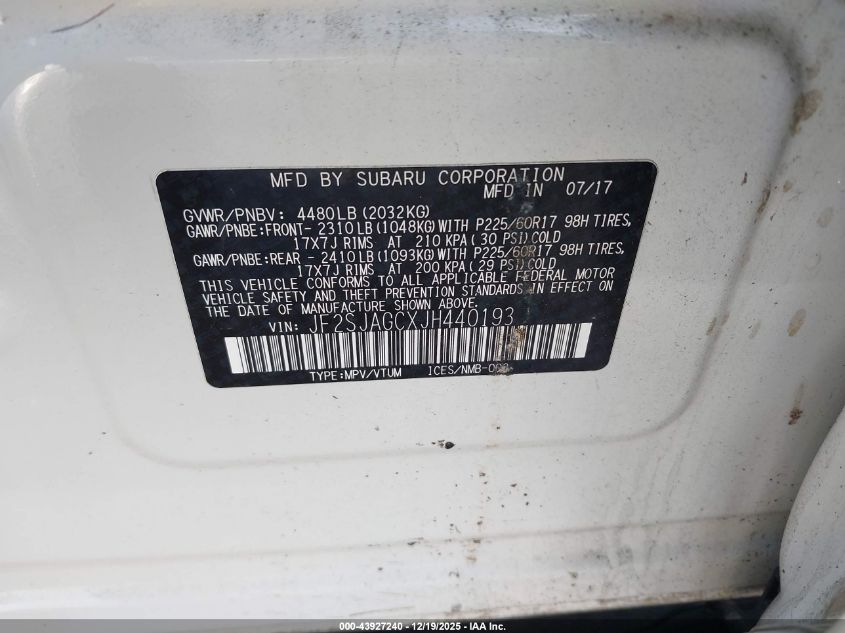 MFD BY SUBARU CORPORATION
MFD IN 07/17
GVWR/PNBV: 4480LB(2032KG)
GAWR/PNBE:FRONT- 2310LB(1048KG)WITH P225/60R17 98H TIRES,
17X7J RIMS AT 210 KPA(30 PSI)COLD
GAWR/PNBE:REAR - 2410LB(1093KG)WITH P225/60R17 98H TIRES,
17X7J RIMS AT 200 KPA(29 PSI)COLD
THIS VEHICLE CONFORMS TO ALL APPLICABLE FEDERAL MOTOR
VEHICLE SAFETY AND THEFT PREVENTION STANDARDS IN EFFECT ON
THE DATE OF MANUFACTURE SHOWN ABOVE.
VIN: JF2SJAGCXJH440193
TYPE:MPV/VTUM ICES/NMB-
000-43927240 - 12/19/2025 - IAA Inc.